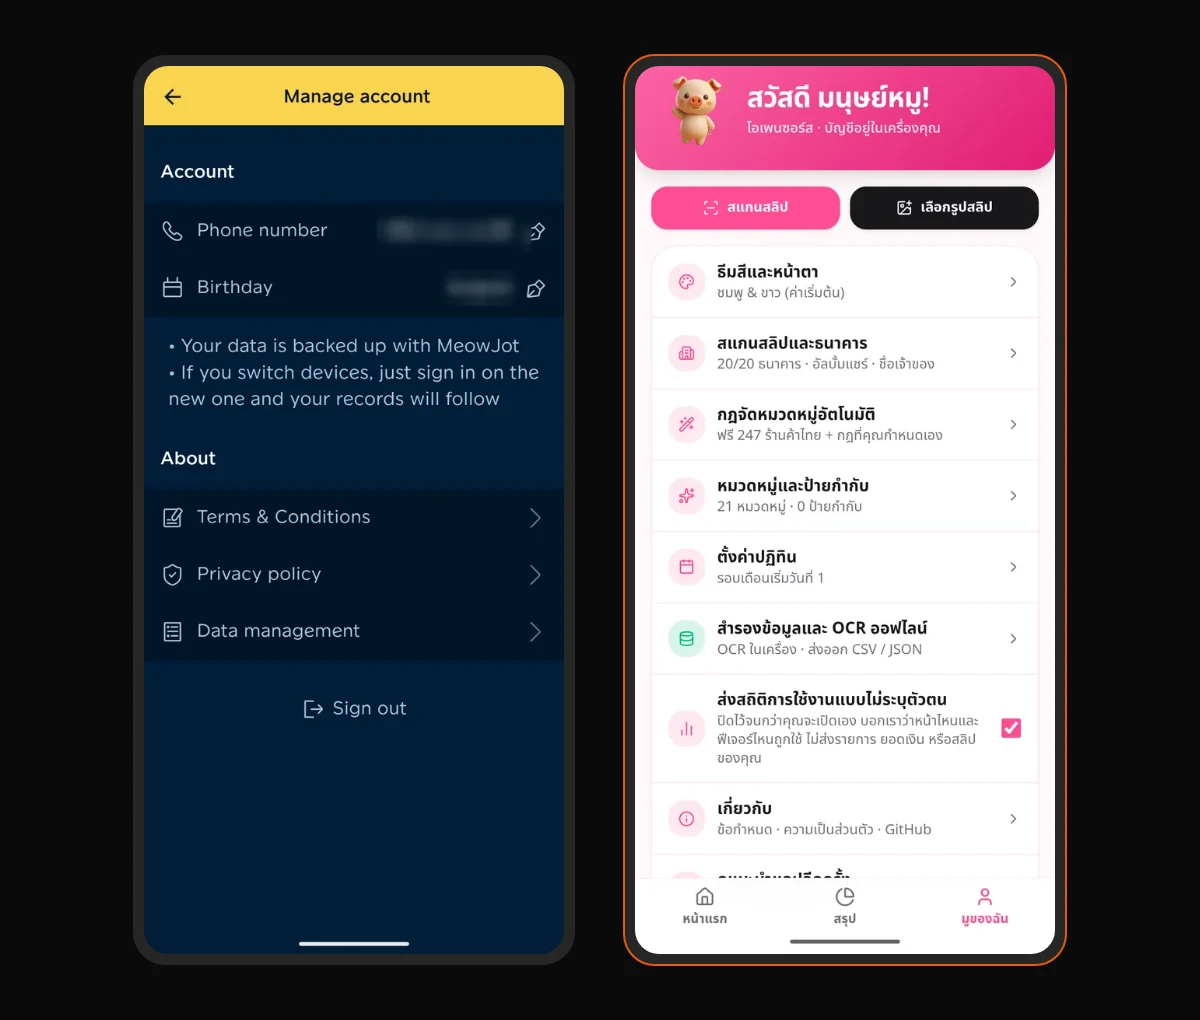 Manage account
Account
Phone number
Birthday
• Your data is backed up with MeowJot
• If you switch devices, just sign in on the
new one and your records will follow
About
Terms & Conditions
Privacy policy
Data management
Sign out
สวัสดี มนุษย์หมู!
โอเพนซอร์ส · บัญชีอยู่ในเครื่องคุณ
สแกนสลิป
เลือกรูปสลิป
ธีมสีและหน้าตา
ชมพู & ขาว (ค่าเริ่มต้น)
สแกนสลิปและธนาคาร
20/20 ธนาคาร · อัลบั้มแชร์ · ชื่อเจ้าของ
กฎจัดหมวดหมู่อัตโนมัติ
ฟรี 247 ร้านค้าไทย + กฎที่คุณกำหนดเอง
หมวดหมู่และป้ายกำกับ
21 หมวดหมู่ · 0 ป้ายกำกับ
ตั้งค่าปฏิทิน
รอบเดือนเริ่มวันที่ 1
สำรองข้อมูลและ OCR ออฟไลน์
OCR ในเครื่อง · ส่งออก CSV / JSON
ส่งสถิติการใช้งานแบบไม่ระบุตัวตน
ปิดไว้จนกว่าคุณจะเปิดเอง บอกเราว่าหน้าไหนและ
ฟีเจอร์ไหนถูกใช้ ไม่ส่งรายการ ยอดเงิน หรือสลิป
ของคุณ
เกี่ยวกับ
ข้อกำหนด · ความเป็นส่วนตัว · GitHub
หน้าแรก
สรุป
มูของฉัน